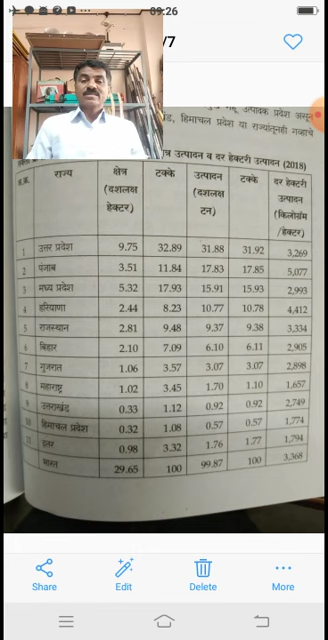 09:26
/7
उत्पादक प्रदेश असून
हिमाचल प्रदेश या राज्यांतूनही गव्हाचे
उत्पादन व दर हेक्टरी उत्पादन (2018)
राज्य क्षेत्र (दशलक्ष हेक्टर) टक्के उत्पादन (दशलक्ष टन) टक्के दर हेक्टरी उत्पादन (किलोग्रॅम /हेक्टर)
1 उत्तर प्रदेश 9.75 32.89 31.88 31.92 3,269
2 पंजाब 3.51 11.84 17.83 17.85 5,077
3 मध्य प्रदेश 5.32 17.93 15.91 15.93 2,993
4 हरियाणा 2.44 8.23 10.77 10.78 4,412
5 राजस्थान 2.81 9.48 9.37 9.38 3,334
6 बिहार 2.10 7.09 6.10 6.11 2,905
7 गुजरात 1.06 3.57 3.07 3.07 2,898
8 महाराष्ट्र 1.02 3.45 1.70 1.10 1,657
9 उत्तराखंड 0.33 1.12 0.92 0.92 2,749
10 हिमाचल प्रदेश 0.32 1.08 0.57 0.57 1,774
11 इतर 0.98 3.32 1.76 1.77 1,794
भारत 29.65 100 99.87 100 3,368
Share Edit Delete More